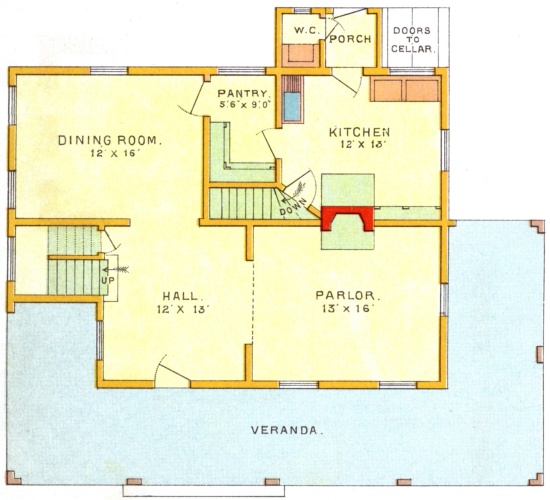 W.C.
PORCH
DOORS
TO
CELLAR.
PANTRY.
5'6" x 9'0"
DINING ROOM.
12' X 16'
KITCHEN
12' X 13'
DOWN
UP
HALL.
12' X 13'
PARLOR.
13' X 16'
VERANDA.